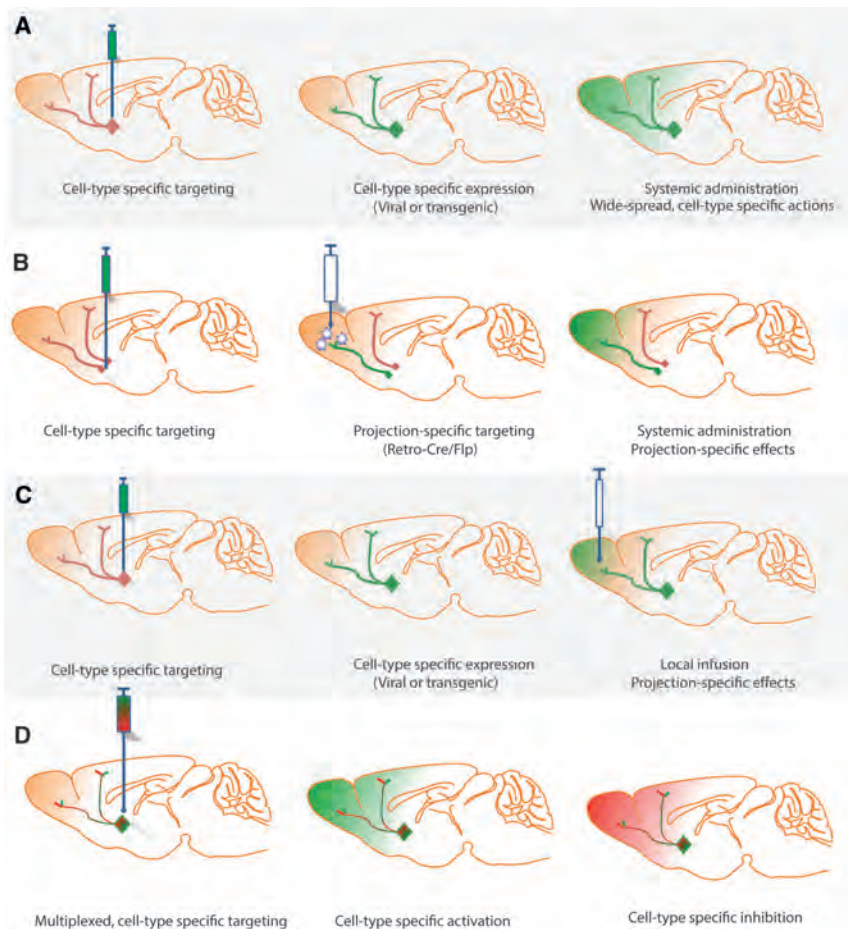 A
Cell-type specific targeting
Cell-type specific expression
(Viral or transgenic)
Systemic administration
Wide-spread, cell-type specific actions
B
Cell-type specific targeting
Projection-specific targeting
(Retro-Cre/Flp)
Systemic administration
Projection-specific effects
C
Cell-type specific targeting
Cell-type specific expression
(Viral or transgenic)
Local infusion
Projection-specific effects
D
Multiplexed, cell-type specific targeting
Cell-type specific activation
Cell-type specific inhibition